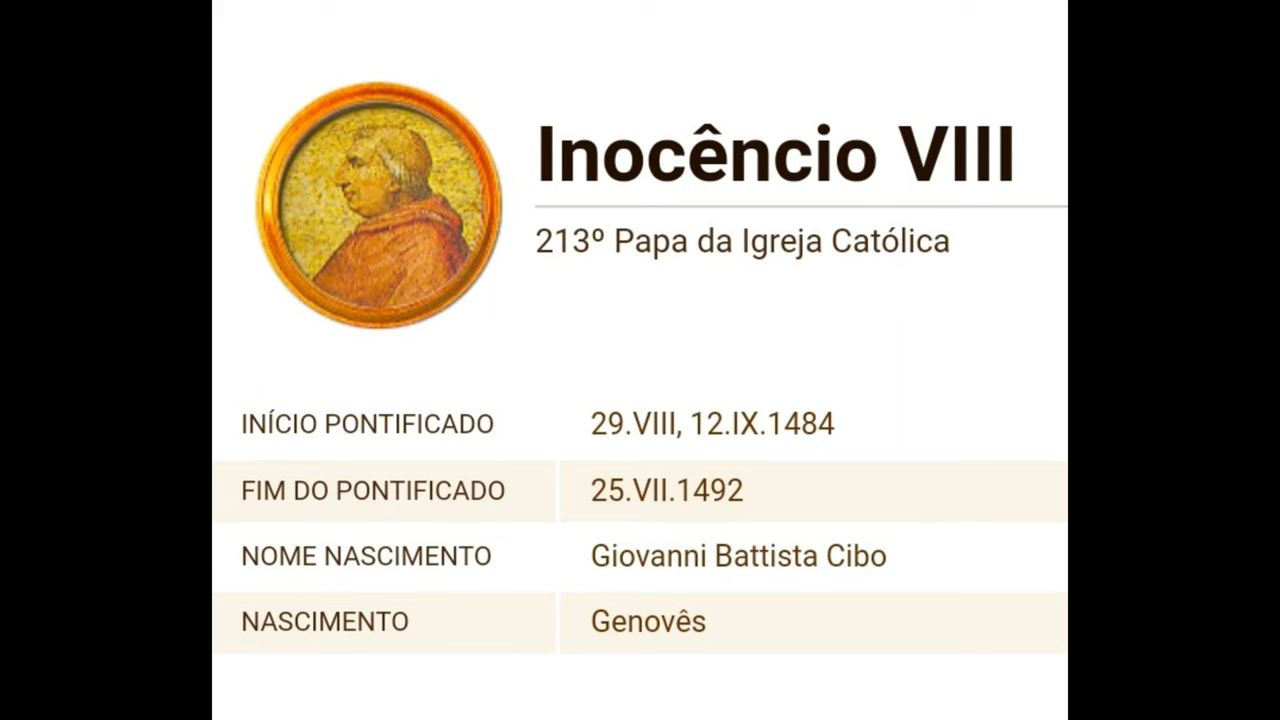 Inocêncio VIII
213º Papa da Igreja Católica
INÍCIO PONTIFICADO 29.VIII, 12.IX.1484
FIM DO PONTIFICADO 25.VII.1492
NOME NASCIMENTO Giovanni Battista Cibo
NASCIMENTO Genovês